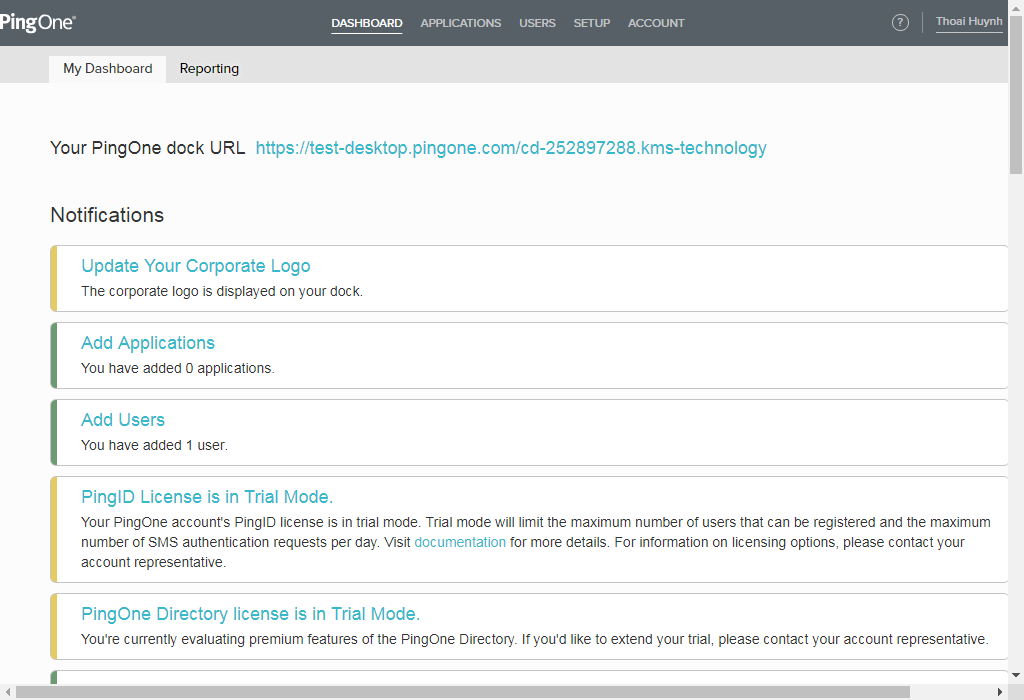 PingOne®
DASHBOARD APPLICATIONS USERS SETUP ACCOUNT ? Thoai Huynh
My Dashboard Reporting
Your PingOne dock URL https://test-desktop.pingone.com/cd-252897288.kms-technology
Notifications
Update Your Corporate Logo
The corporate logo is displayed on your dock.
Add Applications
You have added 0 applications.
Add Users
You have added 1 user.
PingID License is in Trial Mode.
Your PingOne account's PingID license is in trial mode. Trial mode will limit the maximum number of users that can be registered and the maximum
number of SMS authentication requests per day. Visit documentation for more details. For information on licensing options, please contact your
account representative.
PingOne Directory license is in Trial Mode.
You're currently evaluating premium features of the PingOne Directory. If you'd like to extend your trial, please contact your account representative.